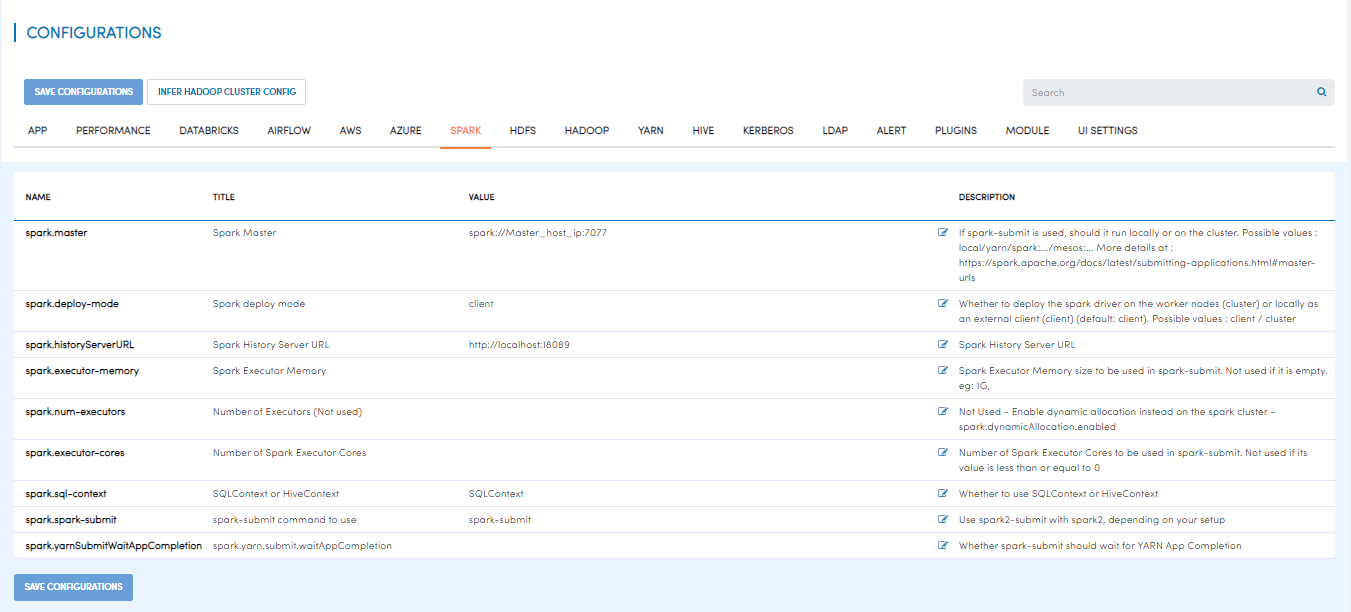 CONFIGURATIONS
SAVE CONFIGURATIONS INFER HADOOP CLUSTER CONFIG Search
APP PERFORMANCE DATABRICKS AIRFLOW AWS AZURE SPARK HDFS HADOOP YARN HIVE KERBEROS LDAP ALERT PLUGINS MODULE UI SETTINGS
NAME TITLE VALUE DESCRIPTION
spark.master Spark Master spark://Master_host_ip:7077 If spark-submit is used, should it run locally or on the cluster. Possible values :
local/yarn/spark:.../mesos:... More details at :
https://spark.apache.org/docs/latest/submitting-applications.html#master-
urls
spark.deploy-mode Spark deploy mode client Whether to deploy the spark driver on the worker nodes (cluster) or locally as
an external client (client) (default: client). Possible values : client / cluster
spark.historyServerURL Spark History Server URL http://localhost:18089 Spark History Server URL
spark.executor-memory Spark Executor Memory Spark Executor Memory size to be used in spark-submit. Not used if it is empty.
eg: 1G,
spark.num-executors Number of Executors (Not used) Not Used - Enable dynamic allocation instead on the spark cluster -
spark.dynamicAllocation.enabled
spark.executor-cores Number of Spark Executor Cores Number of Spark Executor Cores to be used in spark-submit. Not used if its
value is less than or equal to 0
spark.sql-context SQLContext or HiveContext SQLContext Whether to use SQLContext or HiveContext
spark.spark-submit spark-submit command to use spark-submit Use spark2-submit with spark2, depending on your setup
spark.yarnSubmitWaitAppCompletion spark.yarn.submit.waitAppCompletion Whether spark-submit should wait for YARN App Completion
SAVE CONFIGURATIONS